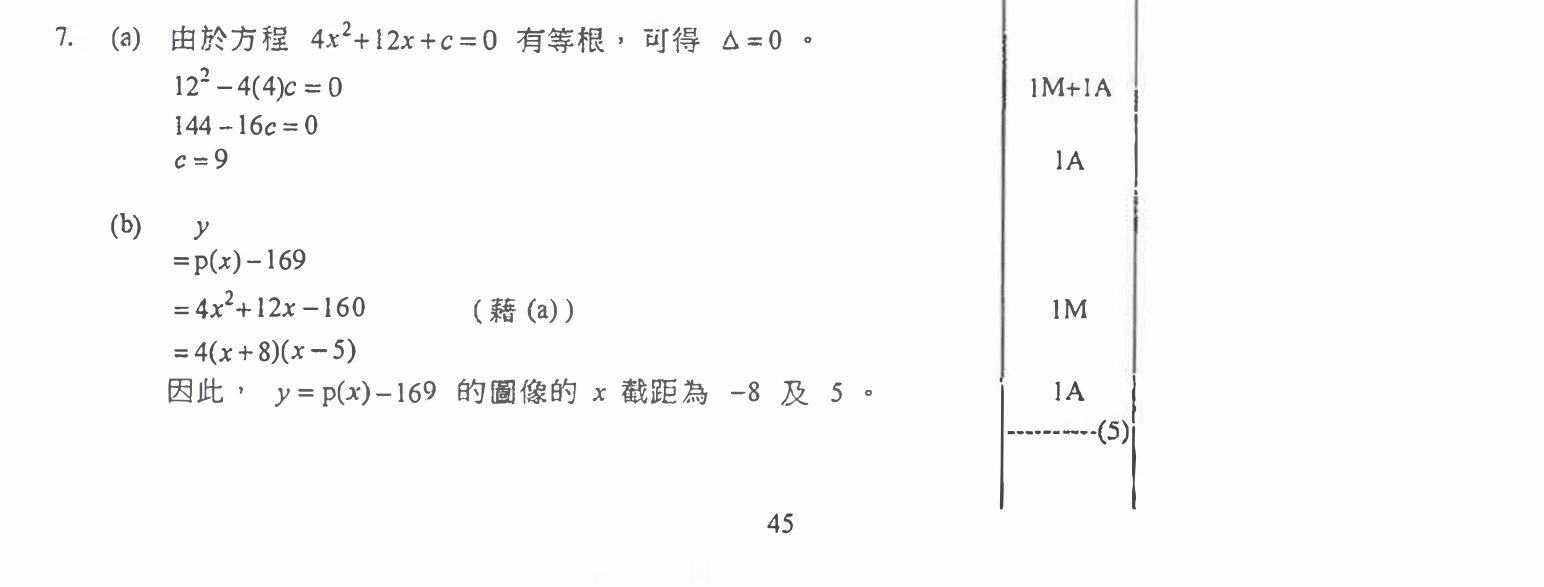 7. (a) 由於方程 4x²+12x+c=0 有等根，可得 Δ=0 。
12²−4(4)c=0 1M+1A
144−16c=0
c=9 1A
(b) y
=p(x)−169
=4x²+12x−160 （藉 (a)） 1M
=4(x+8)(x−5)
因此， y=p(x)−169 的圖像的 x 截距為 −8 及 5 。 1A
----------(5)
45